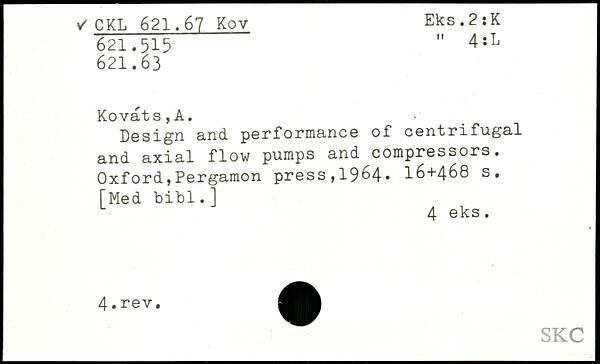 ✓ CKL 621.67 Kov
Eks.2:K
621.515
" 4:L
621.63
Kováts,A.
Design and performance of centrifugal
and axial flow pumps and compressors.
Oxford,Pergamon press,1964. 16+468 s.
[Med bibl.]
4 eks.
4.rev.
SKC